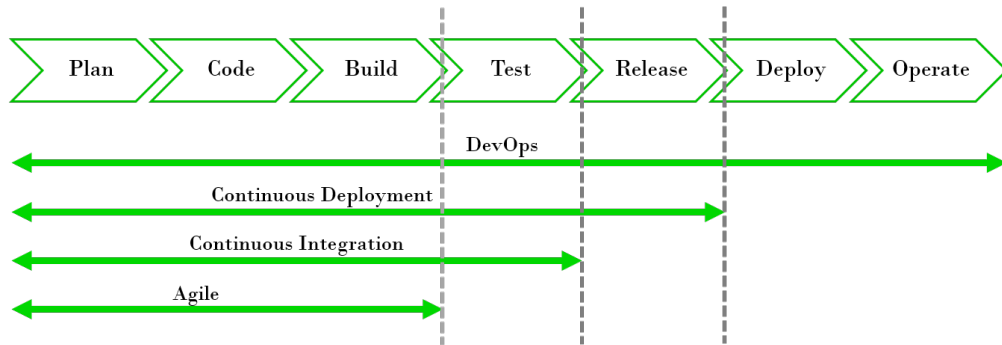 Plan Code Build Test Release Deploy Operate
DevOps
Continuous Deployment
Continuous Integration
Agile